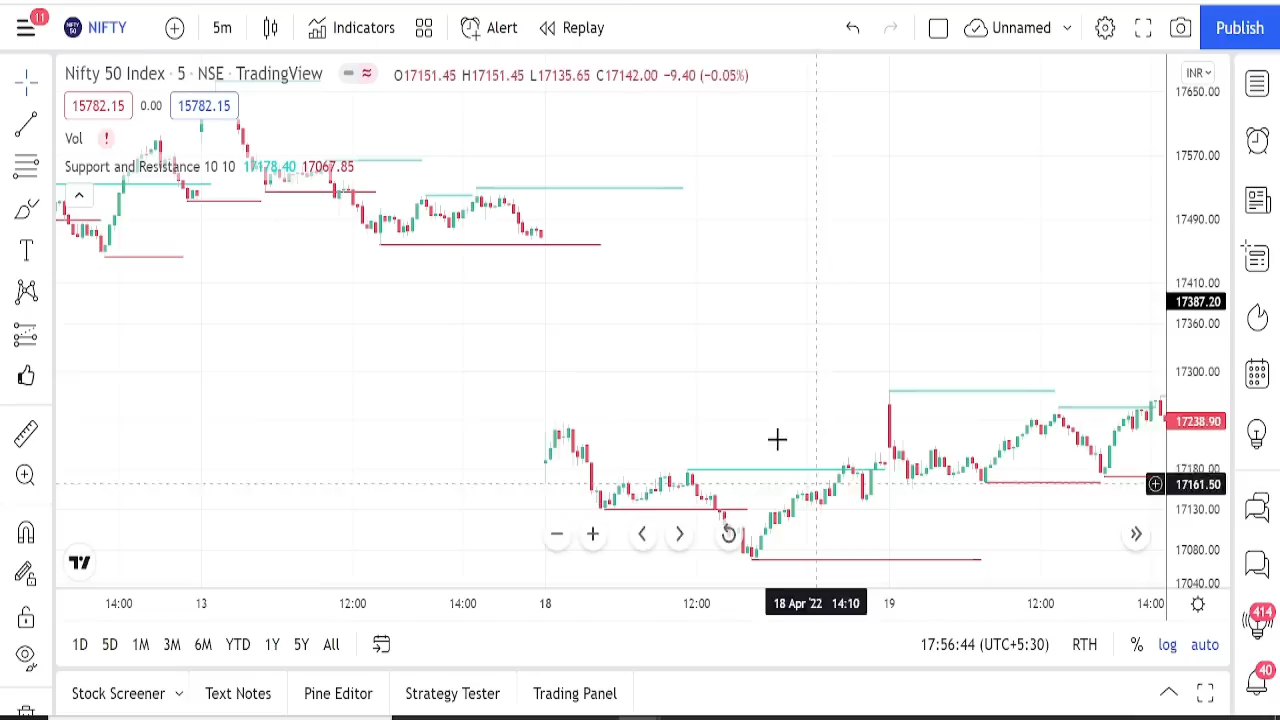 11 NIFTY 50 NIFTY 5m Indicators Alert Replay Unnamed Publish
Nifty 50 Index · 5 · NSE · TradingView O17151.45 H17151.45 L17135.65 C17142.00 −9.40 (−0.05%) INR
15782.15 0.00 15782.15
Vol !
Support and Resistance 10 10 17178.40 17067.85
17650.00
17570.00
17490.00
17410.00
17387.20
17360.00
17300.00
17238.90
17180.00
17161.50
17130.00
17080.00
17040.00
14:00 13 12:00 14:00 18 12:00 18 Apr '22 14:10 19 12:00 14:00
414
1D 5D 1M 3M 6M YTD 1Y 5Y All 17:56:44 (UTC+5:30) RTH % log auto
40
Stock Screener Text Notes Pine Editor Strategy Tester Trading Panel